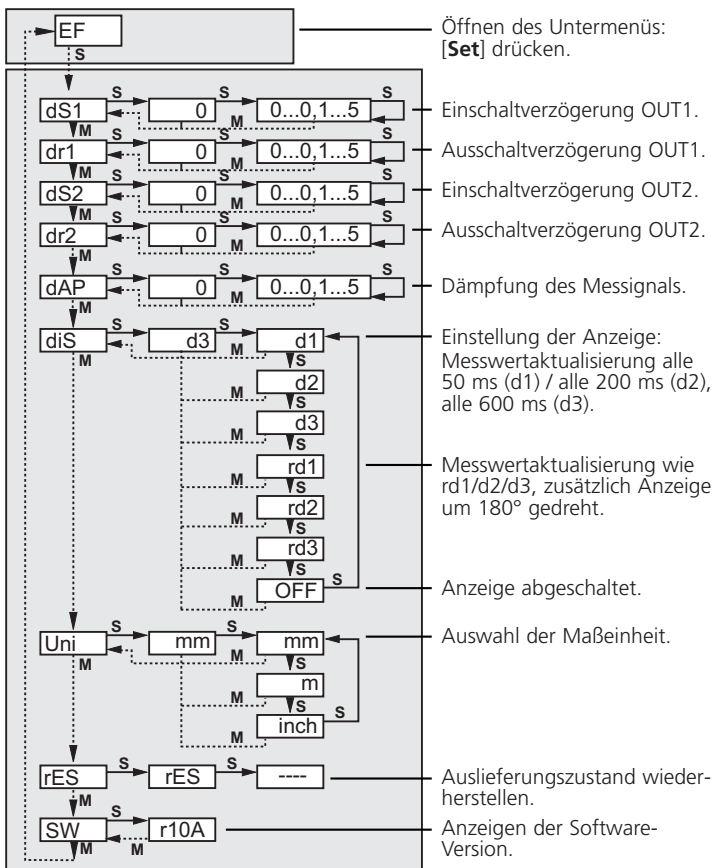 EF
Öffnen des Untermenüs:
[Set] drücken.
S
dS1 S 0 S 0...0,1...5 S
M M
Einschaltverzögerung OUT1.
dr1 S 0 S 0...0,1...5 S
M M
Ausschaltverzögerung OUT1.
dS2 S 0 S 0...0,1...5 S
M M
Einschaltverzögerung OUT2.
dr2 S 0 S 0...0,1...5 S
M M
Ausschaltverzögerung OUT2.
dAP S 0 S 0...0,1...5 S
M M
Dämpfung des Messignals.
diS S d3 S d1
M M S
Einstellung der Anzeige:
Messwertaktualisierung alle
50 ms (d1) / alle 200 ms (d2),
alle 600 ms (d3).
d2
M S
d3
M S
rd1
M S
rd2
M S
rd3
M S
Messwertaktualisierung wie
rd1/d2/d3, zusätzlich Anzeige
um 180° gedreht.
OFF S
M
Anzeige abgeschaltet.
Uni S mm S mm
M M S
Auswahl der Maßeinheit.
m
M S
inch S
M
rES S rES S ----
M
Auslieferungszustand wieder-
herstellen.
SW S r10A
M M
Anzeigen der Software-
Version.